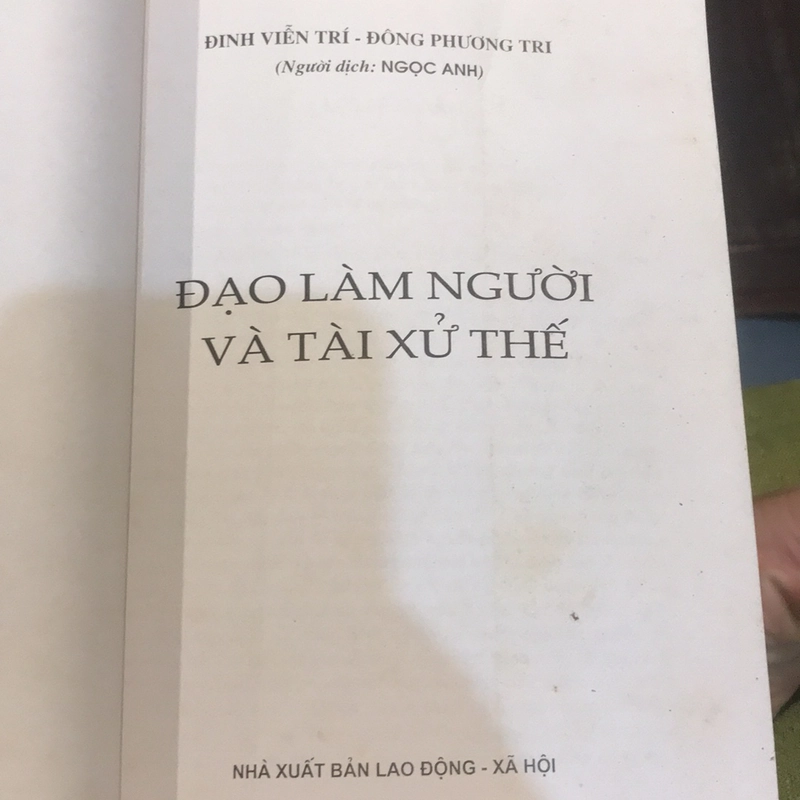 ĐINH VIỄN TRÍ - ĐÔNG PHƯƠNG TRI
(Người dịch: NGỌC ANH)
ĐẠO LÀM NGƯỜI
VÀ TÀI XỬ THẾ
NHÀ XUẤT BẢN LAO ĐỘNG - XÃ HỘI